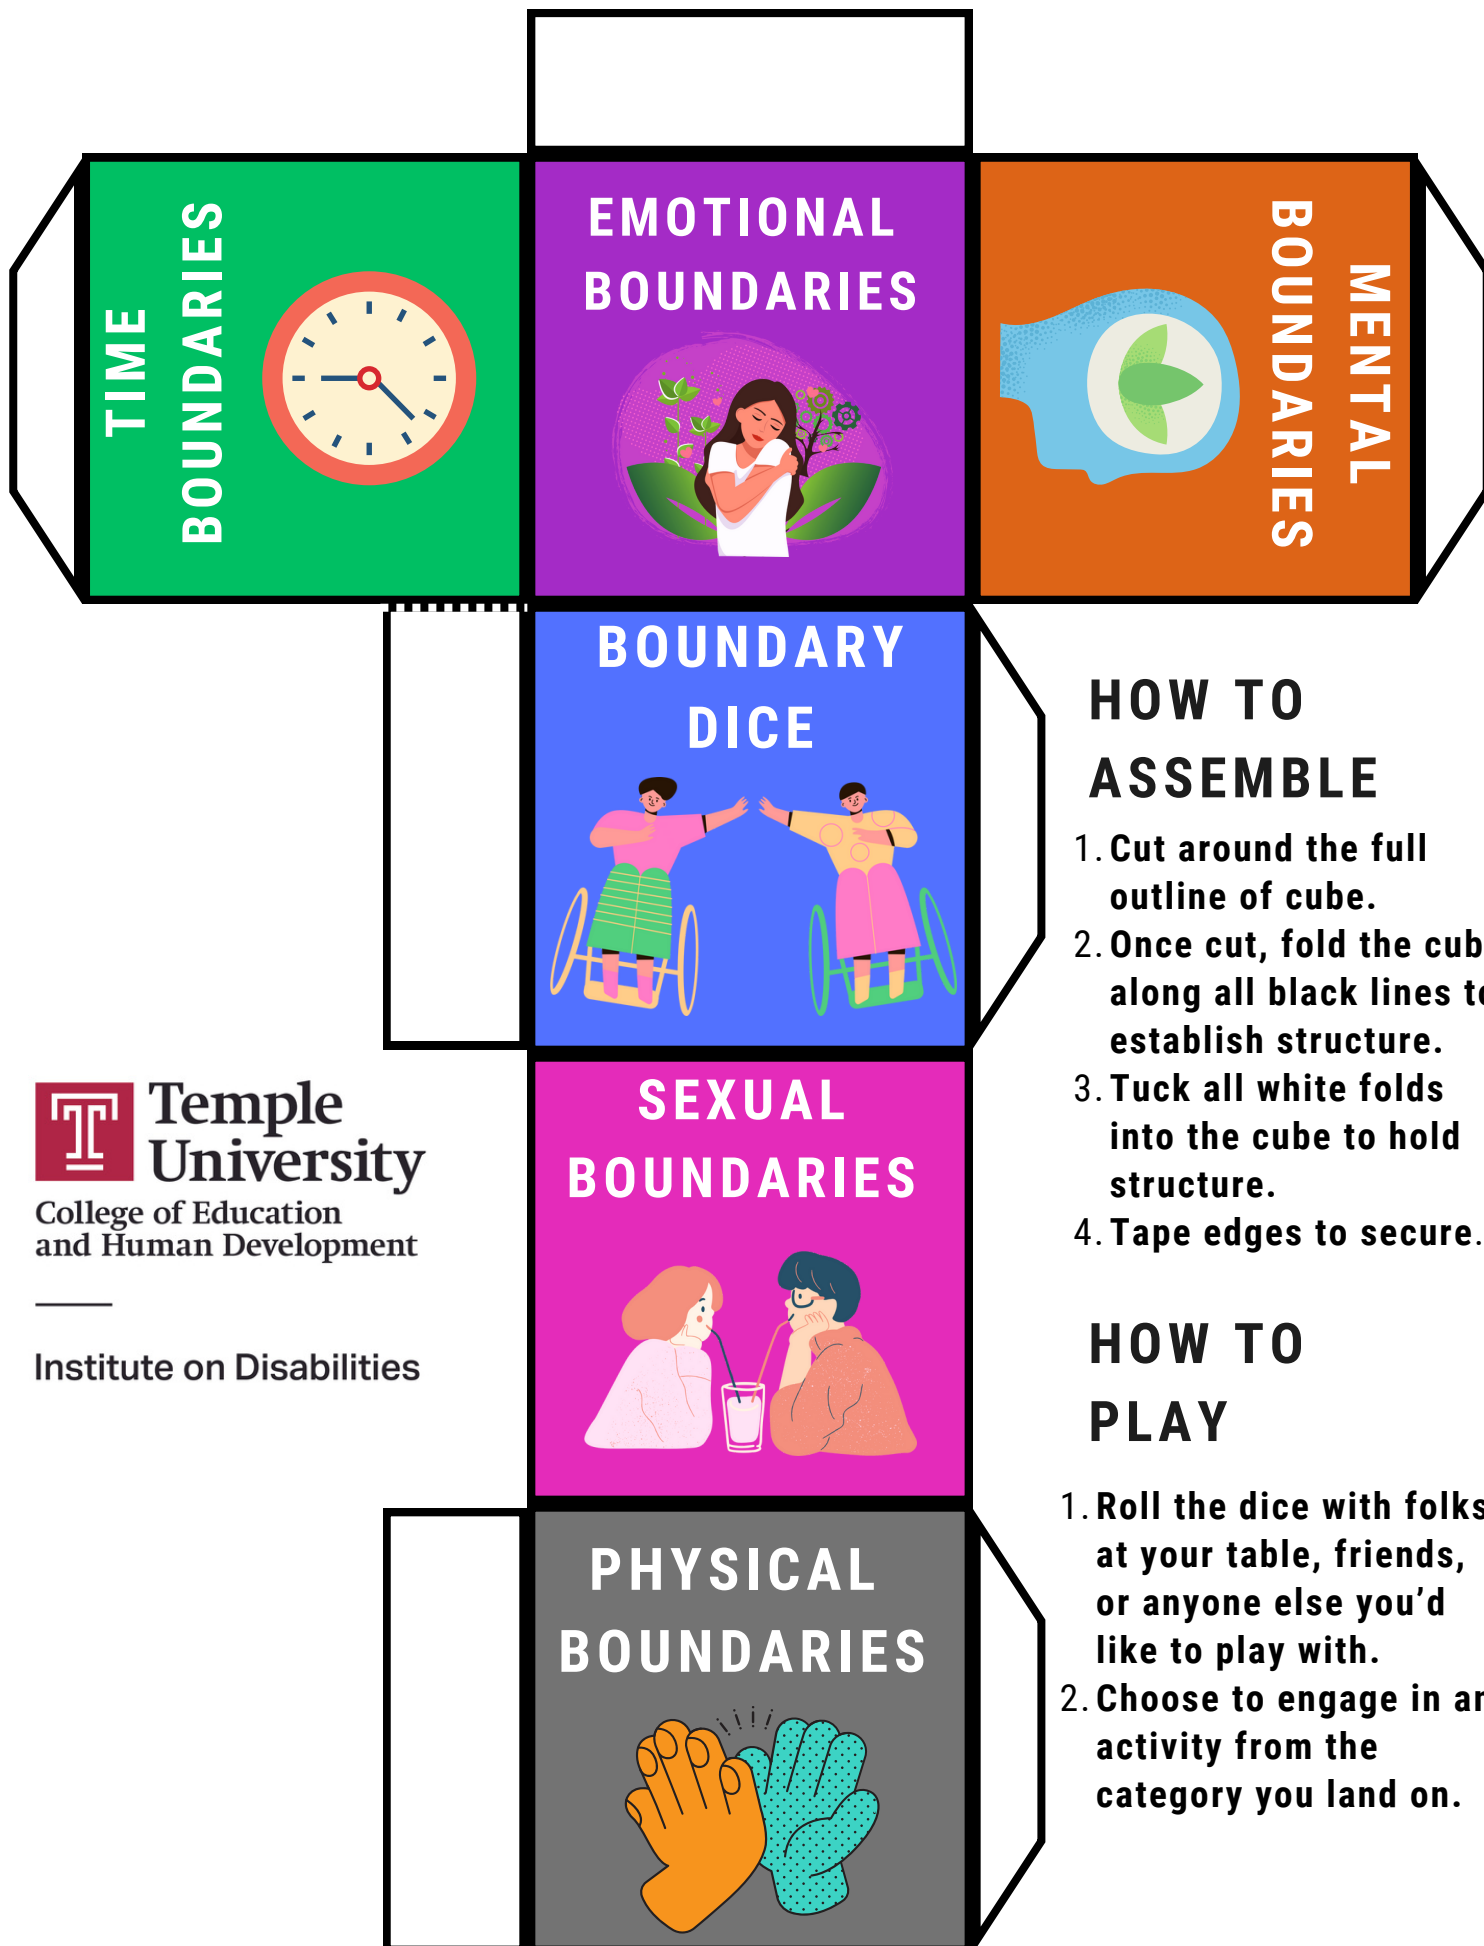 TIME
BOUNDARIES
EMOTIONAL
BOUNDARIES
MENTAL
BOUNDARIES
BOUNDARY
DICE
SEXUAL
BOUNDARIES
PHYSICAL
BOUNDARIES
Temple
University
College of Education
and Human Development
Institute on Disabilities
HOW TO
ASSEMBLE
1. Cut around the full
outline of cube.
2. Once cut, fold the cub
along all black lines to
establish structure.
3. Tuck all white folds
into the cube to hold
structure.
4. Tape edges to secure.
HOW TO
PLAY
1. Roll the dice with folks
at your table, friends,
or anyone else you’d
like to play with.
2. Choose to engage in an
activity from the
category you land on.